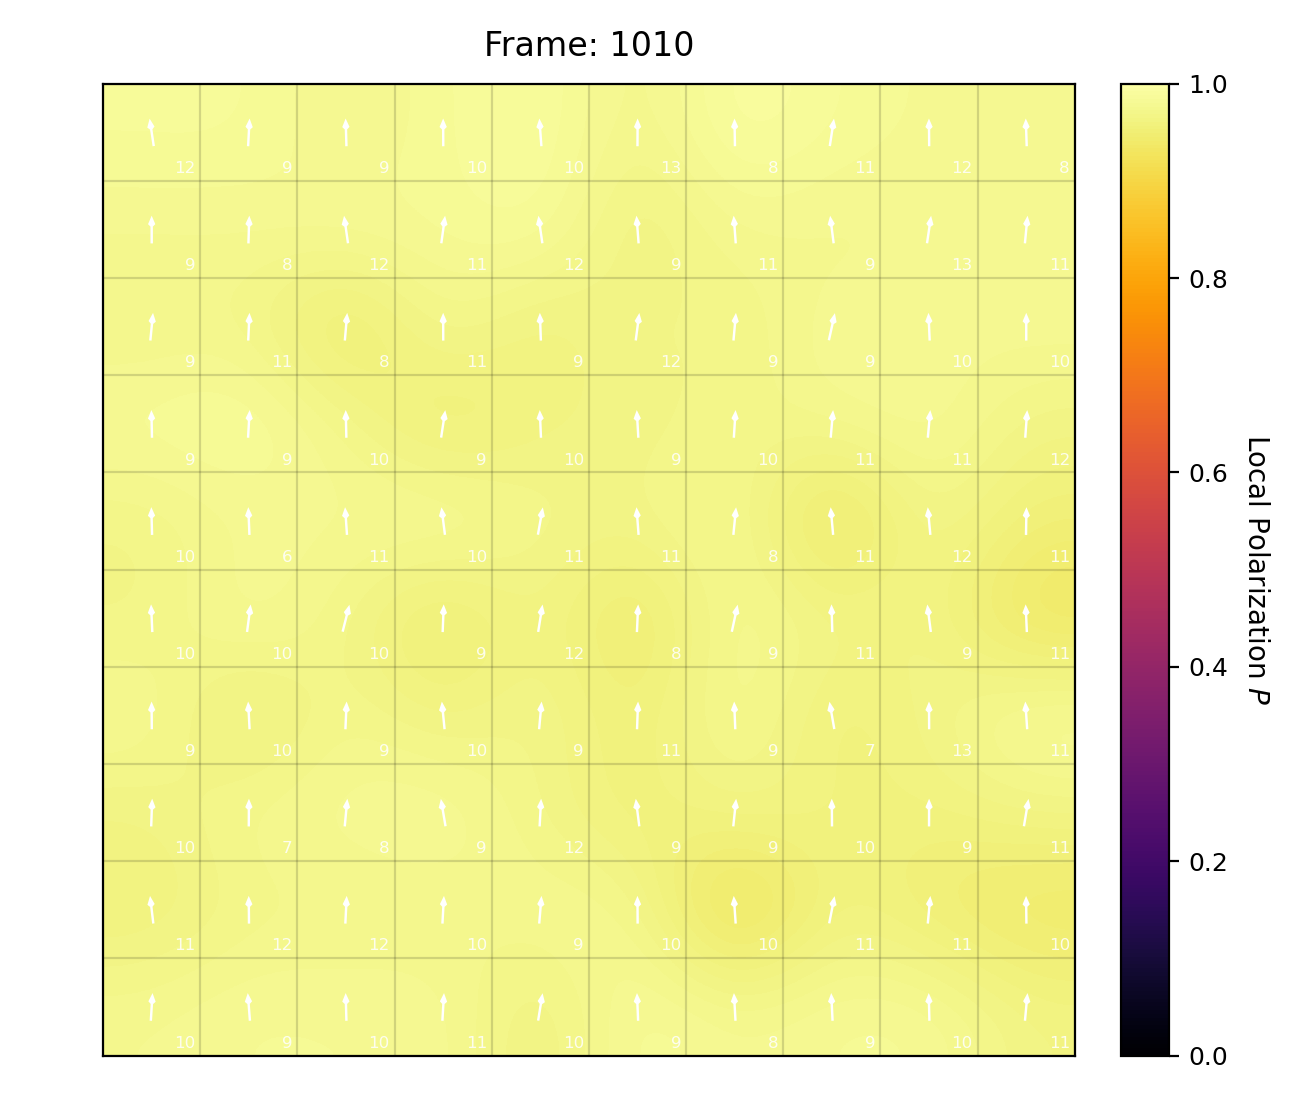 Frame: 1010
12 9 9 10 10 13 8 11 12 8
9 8 12 11 12 9 11 9 13 11
9 11 8 11 9 12 9 9 10 10
9 9 10 9 10 9 10 11 11 12
10 6 11 10 11 11 8 11 12 11
10 10 10 9 12 8 9 11 9 11
9 10 9 10 9 11 9 7 13 11
10 7 8 9 12 9 9 10 9 11
11 12 12 10 9 10 10 11 11 10
10 9 10 11 10 9 8 9 10 11
1.0
0.8
0.6
0.4
0.2
0.0
Local Polarization P